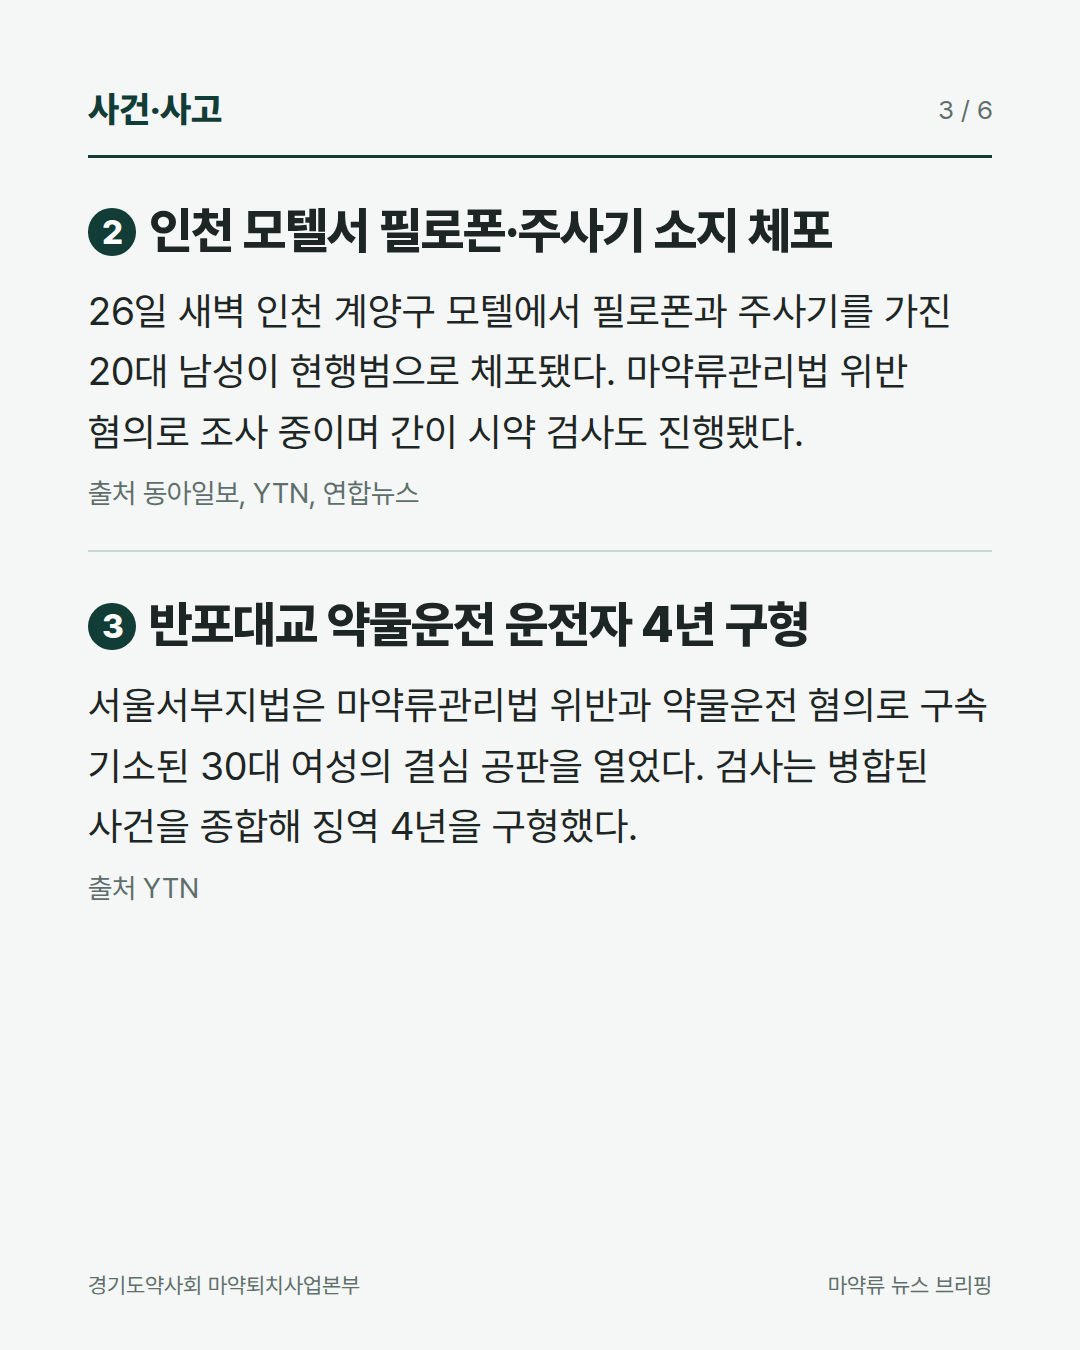 사건·사고
3 / 6
2 인천 모텔서 필로폰·주사기 소지 체포
26일 새벽 인천 계양구 모텔에서 필로폰과 주사기를 가진
20대 남성이 현행범으로 체포됐다. 마약류관리법 위반
혐의로 조사 중이며 간이 시약 검사도 진행됐다.
출처 동아일보, YTN, 연합뉴스
3 반포대교 약물운전 운전자 4년 구형
서울서부지법은 마약류관리법 위반과 약물운전 혐의로 구속
기소된 30대 여성의 결심 공판을 열었다. 검사는 병합된
사건을 종합해 징역 4년을 구형했다.
출처 YTN
경기도약사회 마약퇴치사업본부
마약류 뉴스 브리핑